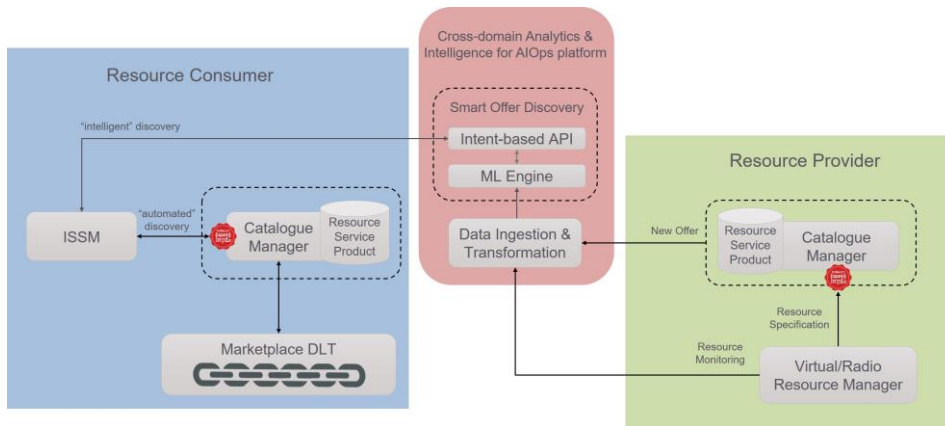 Cross-domain Analytics &
Intelligence for AIOps platform
Resource Consumer
Smart Offer Discovery
"intelligent" discovery
Intent-based API
ML Engine
Resource Provider
"automated"
discovery
ISSM
Catalogue
Manager
Resource
Service
Product
Data Ingestion &
Transformation
New Offer
Resource
Service
Product
Catalogue
Manager
Resource
Specification
Marketplace DLT
Resource
Monitoring
Virtual/Radio
Resource Manager